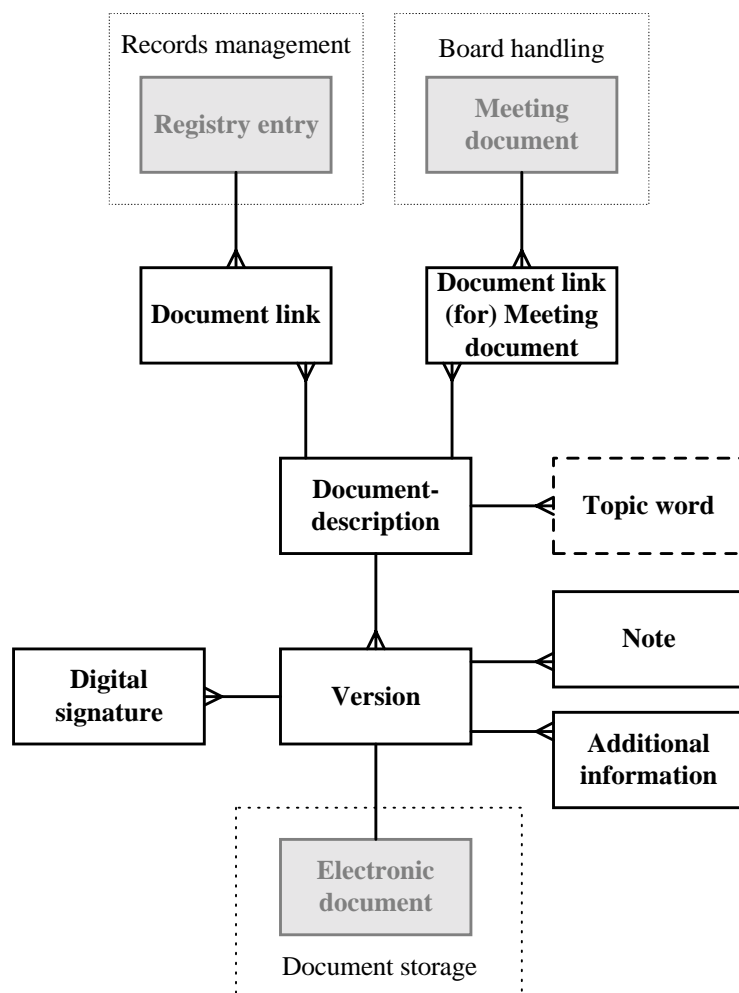 Records management
Board handling
Registry entry
Meeting
document
Document link
Document link
(for) Meeting
document
Document-
description
Topic word
Note
Digital
signature
Version
Additional
information
Electronic
document
Document storage